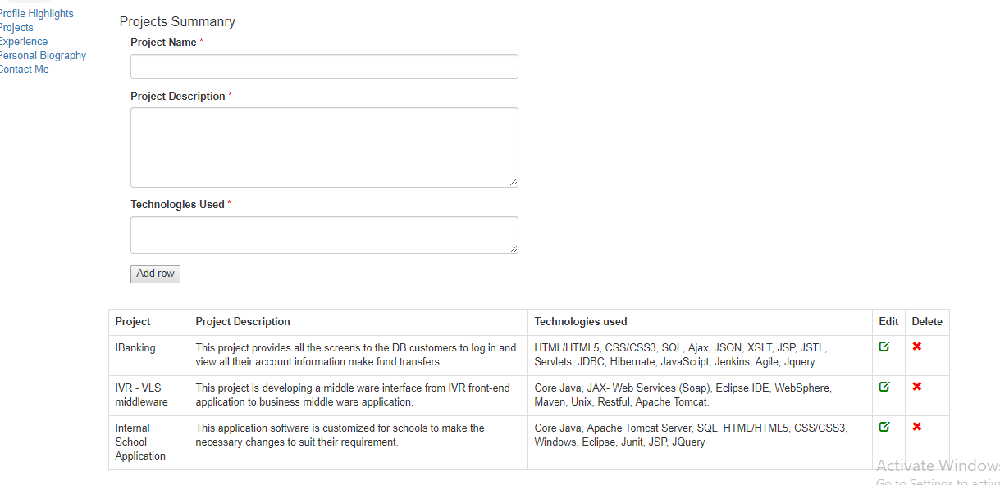 Profile Highlights
Projects
Experience
Personal Biography
Contact Me
Projects Summanry
Project Name *
Project Description *
Technologies Used *
Add row
Project Project Description Technologies used Edit Delete
IBanking This project provides all the screens to the DB customers to log in and HTML/HTML5, CSS/CSS3, SQL, Ajax, JSON, XSLT, JSP, JSTL,
view all their account information make fund transfers. Servlets, JDBC, Hibernate, JavaScript, Jenkins, Agile, Jquery.
IVR - VLS This project is developing a middle ware interface from IVR front-end Core Java, JAX- Web Services (Soap), Eclipse IDE, WebSphere,
middleware application to business middle ware application. Maven, Unix, Restful, Apache Tomcat.
Internal This application software is customized for schools to make the Core Java, Apache Tomcat Server, SQL, HTML/HTML5, CSS/CSS3,
School necessary changes to suit their requirement. Windows, Eclipse, Junit, JSP, JQuery
Application
Activate Windows
Go to Settings to activa